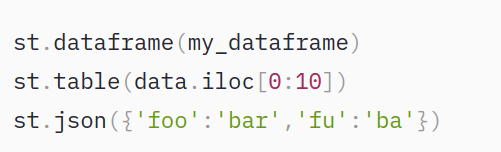 st.dataframe(my_dataframe)
st.table(data.iloc[0:10])
st.json({'foo':'bar','fu':'ba'})